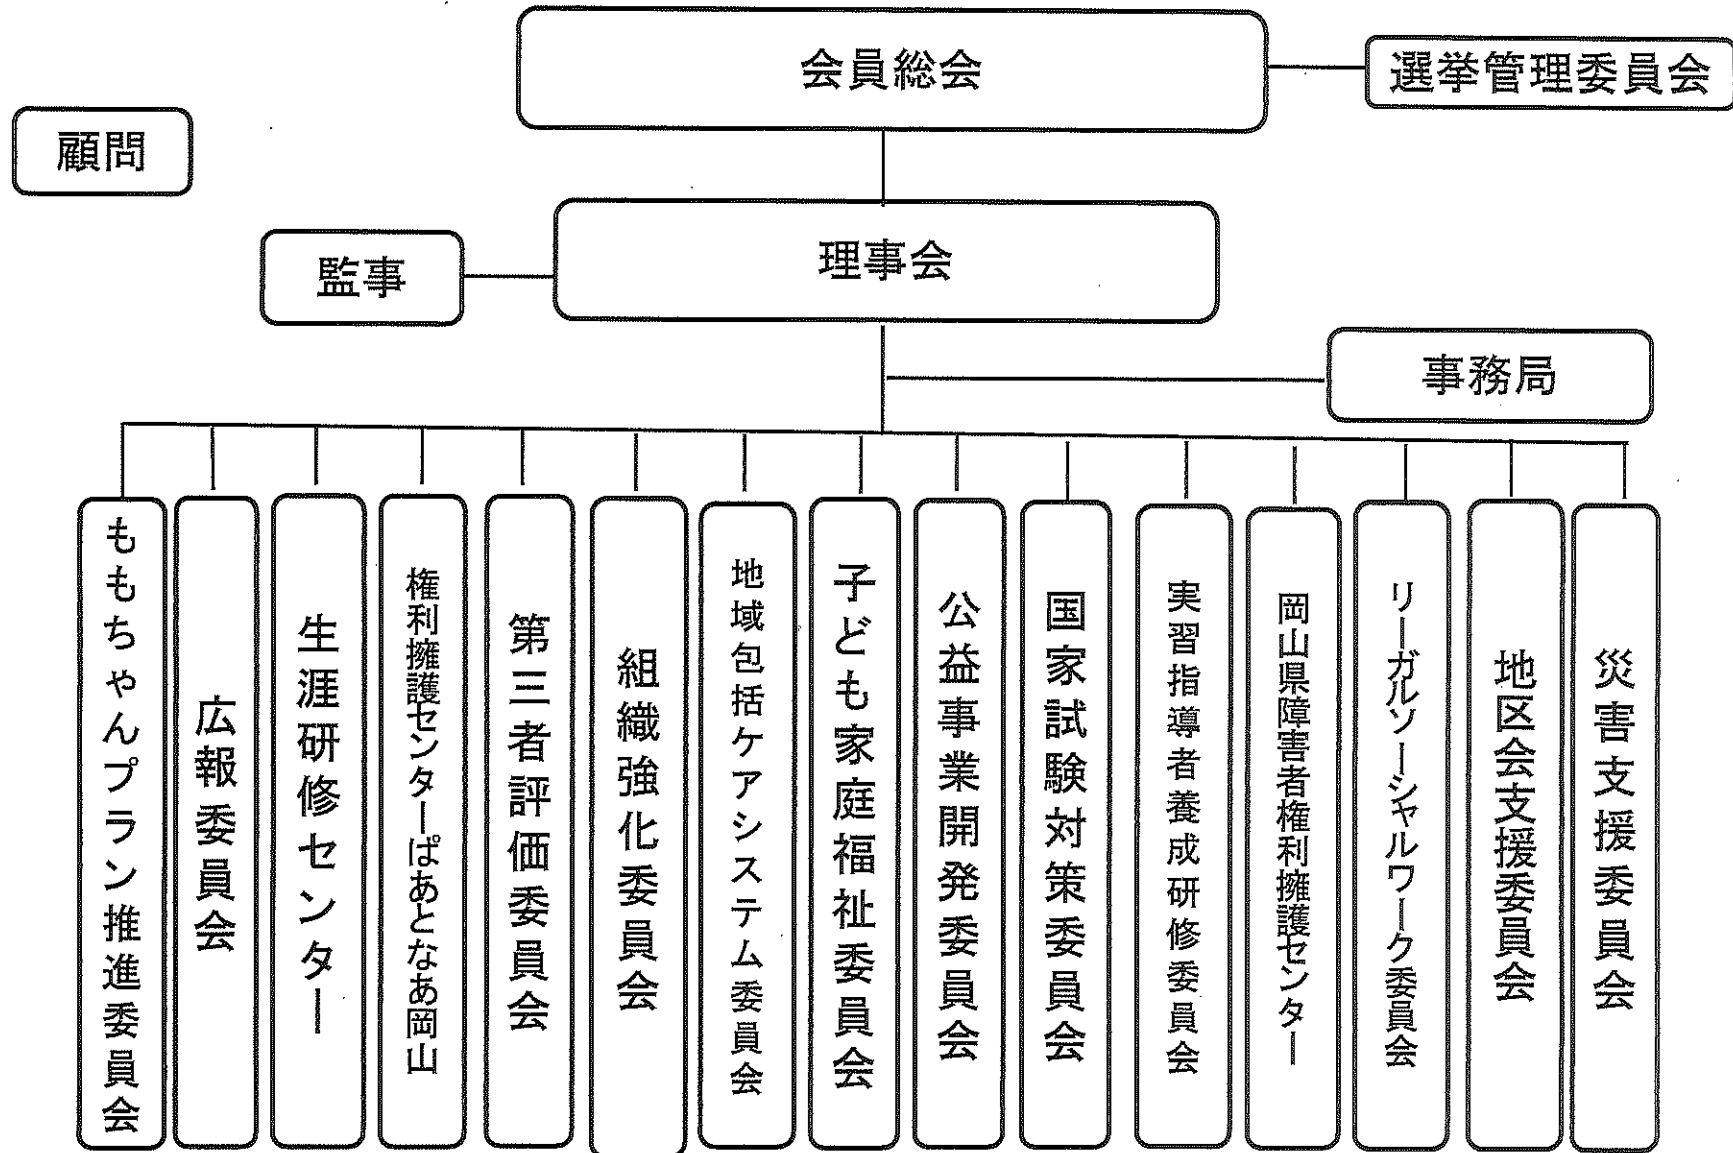 会員総会
選挙管理委員会
顧問
理事会
監事
事務局
ももちゃんプラン推進委員会
広報委員会
生涯研修センター
権利擁護センターぱあとなあ岡山
第三者評価委員会
組織強化委員会
地域包括ケアシステム委員会
子ども家庭福祉委員会
公益事業開発委員会
国家試験対策委員会
実習指導者養成研修委員会
岡山県障害者権利擁護センター
リーガルソーシャルワーク委員会
地区会支援委員会
災害支援委員会